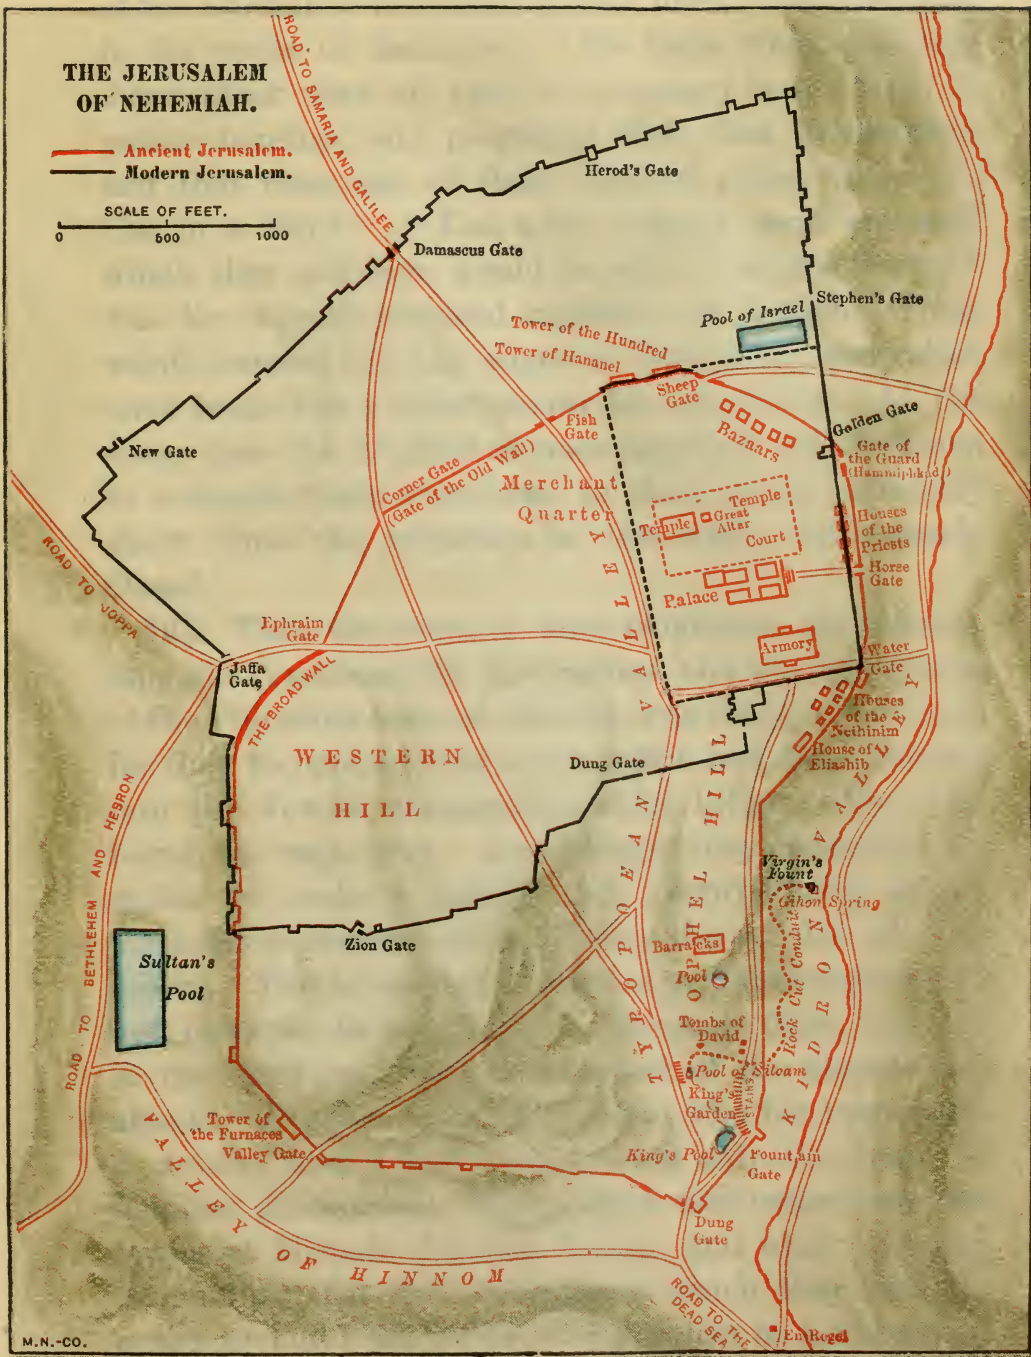 THE JERUSALEM
OF NEHEMIAH.
Ancient Jerusalem.
Modern Jerusalem.
SCALE OF FEET.
0 500 1000
ROAD TO SAMARIA AND GALILEE
Herod's Gate
Damascus Gate
Stephen's Gate
Pool of Israel
Tower of the Hundred
Tower of Hananel
Sheep
Gate
Fish
Gate
Bazaars
Golden Gate
New Gate
Corner Gate
(Gate of the Old Wall)
Gate of
the Guard
(Hammiphkad)
Merchant
Quarter
Temple
Temple
Great
Altar
Court
Houses
of the
Priests
Horse
Gate
Palace
ROAD TO JOPPA
Ephraim
Gate
Armory
Water
Gate
Jaffa
Gate
THE BROAD WALL
Houses
of the
Nethinim
House of
Eliashib
WESTERN
HILL
Dung Gate
TYROPOEAN VALLEY
OPHEL HILL
KIDRON VALLEY
Virgin's
Fount
Gihon Spring
Rock Cut Conduit
Zion Gate
Barracks
Pool
Sultan's
Pool
ROAD TO BETHLEHEM AND HESRON
Tombs of
David
Pool of Siloam
King's
Garden
STAIRS
Tower of
the Furnaces
Valley Gate
King's Pool
Fountain
Gate
Dung
Gate
VALLEY OF HINNOM
ROAD TO THE
DEAD SEA
En Rogel
M.N.-CO.